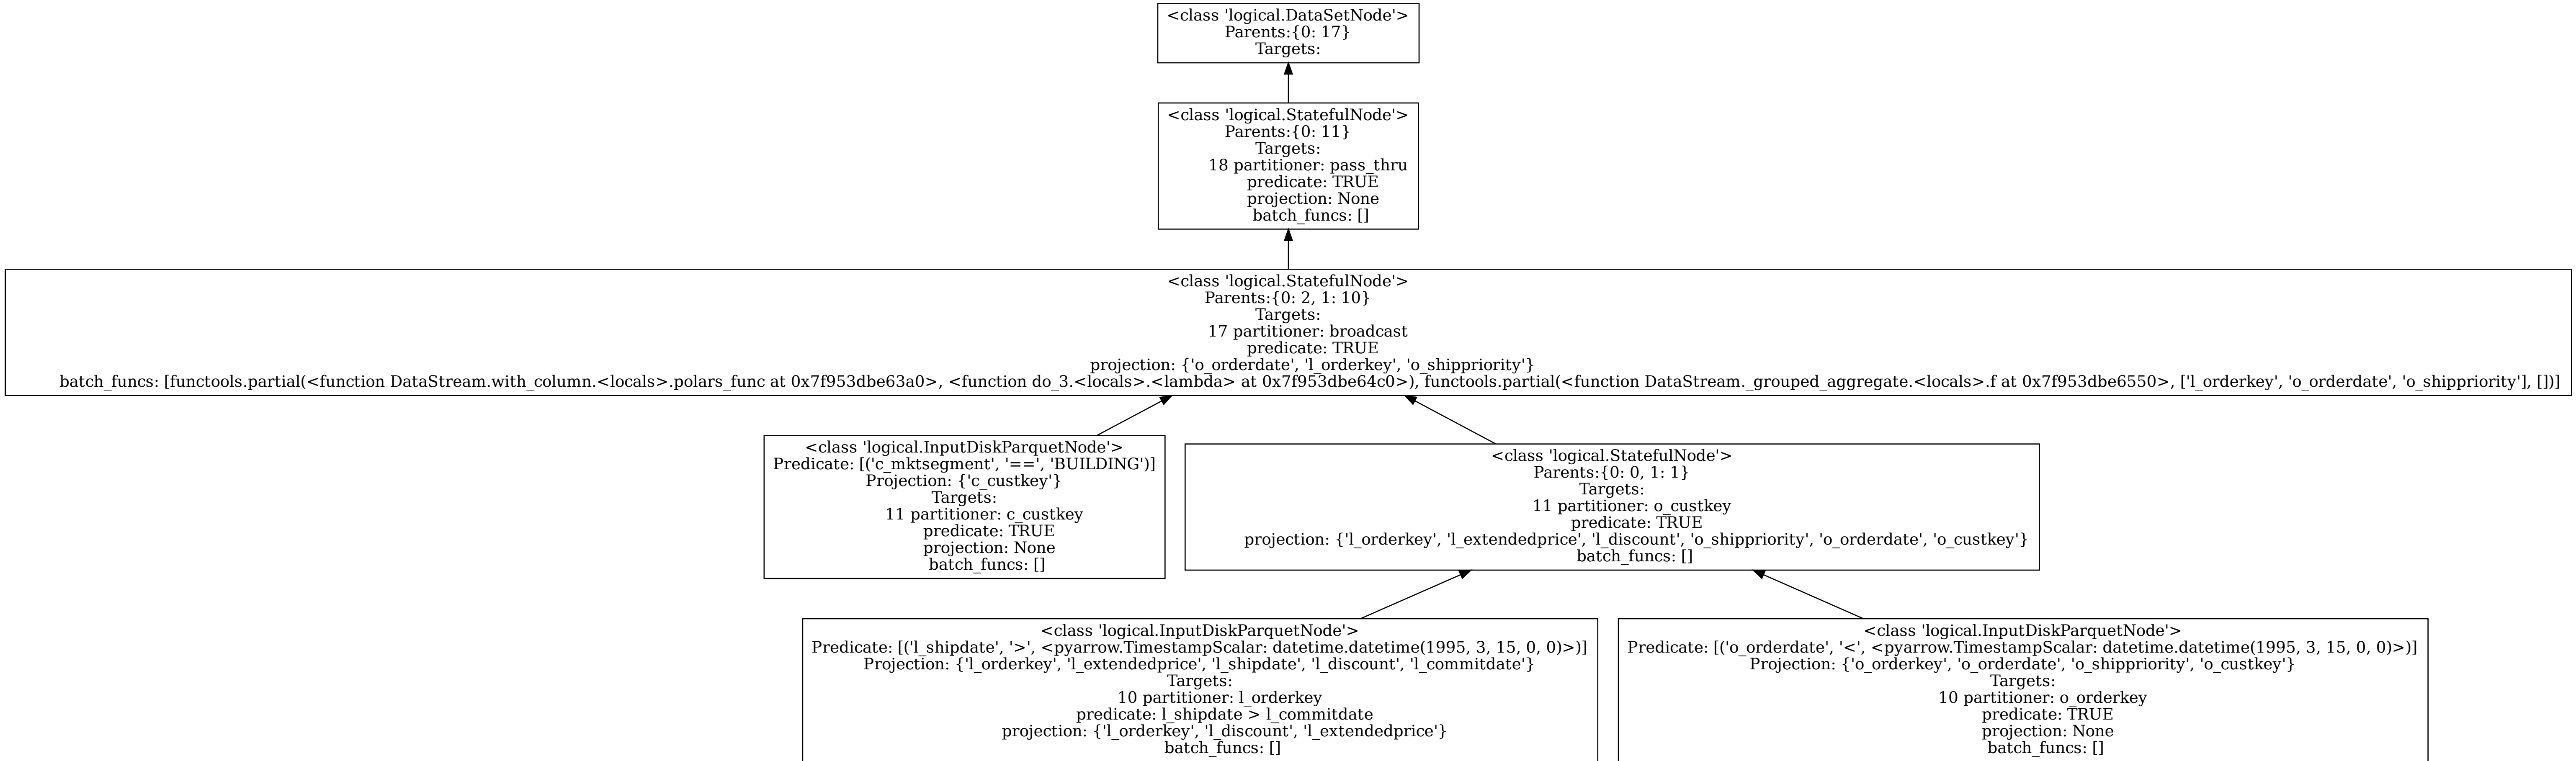 <class 'logical.DataSetNode'>
Parents:{0: 17}
Targets:
<class 'logical.StatefulNode'>
Parents:{0: 11}
Targets:
18 partitioner: pass_thru
predicate: TRUE
projection: None
batch_funcs: []
<class 'logical.StatefulNode'>
Parents:{0: 2, 1: 10}
Targets:
17 partitioner: broadcast
predicate: TRUE
projection: {'o_orderdate', 'l_orderkey', 'o_shippriority'}
batch_funcs: [functools.partial(<function DataStream.with_column.<locals>.polars_func at 0x7f953dbe63a0>, <function do_3.<locals>.<lambda> at 0x7f953dbe64c0>), functools.partial(<function DataStream._grouped_aggregate.<locals>.f at 0x7f953dbe6550>, ['l_orderkey', 'o_orderdate', 'o_shippriority'], [])]
<class 'logical.InputDiskParquetNode'>
Predicate: [('c_mktsegment', '==', 'BUILDING')]
Projection: {'c_custkey'}
Targets:
11 partitioner: c_custkey
predicate: TRUE
projection: None
batch_funcs: []
<class 'logical.StatefulNode'>
Parents:{0: 0, 1: 1}
Targets:
11 partitioner: o_custkey
predicate: TRUE
projection: {'l_orderkey', 'l_extendedprice', 'l_discount', 'o_shippriority', 'o_orderdate', 'o_custkey'}
batch_funcs: []
<class 'logical.InputDiskParquetNode'>
Predicate: [('l_shipdate', '>', <pyarrow.TimestampScalar: datetime.datetime(1995, 3, 15, 0, 0)>)]
Projection: {'l_orderkey', 'l_extendedprice', 'l_shipdate', 'l_discount', 'l_commitdate'}
Targets:
10 partitioner: l_orderkey
predicate: l_shipdate > l_commitdate
projection: {'l_orderkey', 'l_discount', 'l_extendedprice'}
batch_funcs: []
<class 'logical.InputDiskParquetNode'>
Predicate: [('o_orderdate', '<', <pyarrow.TimestampScalar: datetime.datetime(1995, 3, 15, 0, 0)>)]
Projection: {'o_orderkey', 'o_orderdate', 'o_shippriority', 'o_custkey'}
Targets:
10 partitioner: o_orderkey
predicate: TRUE
projection: None
batch_funcs: []